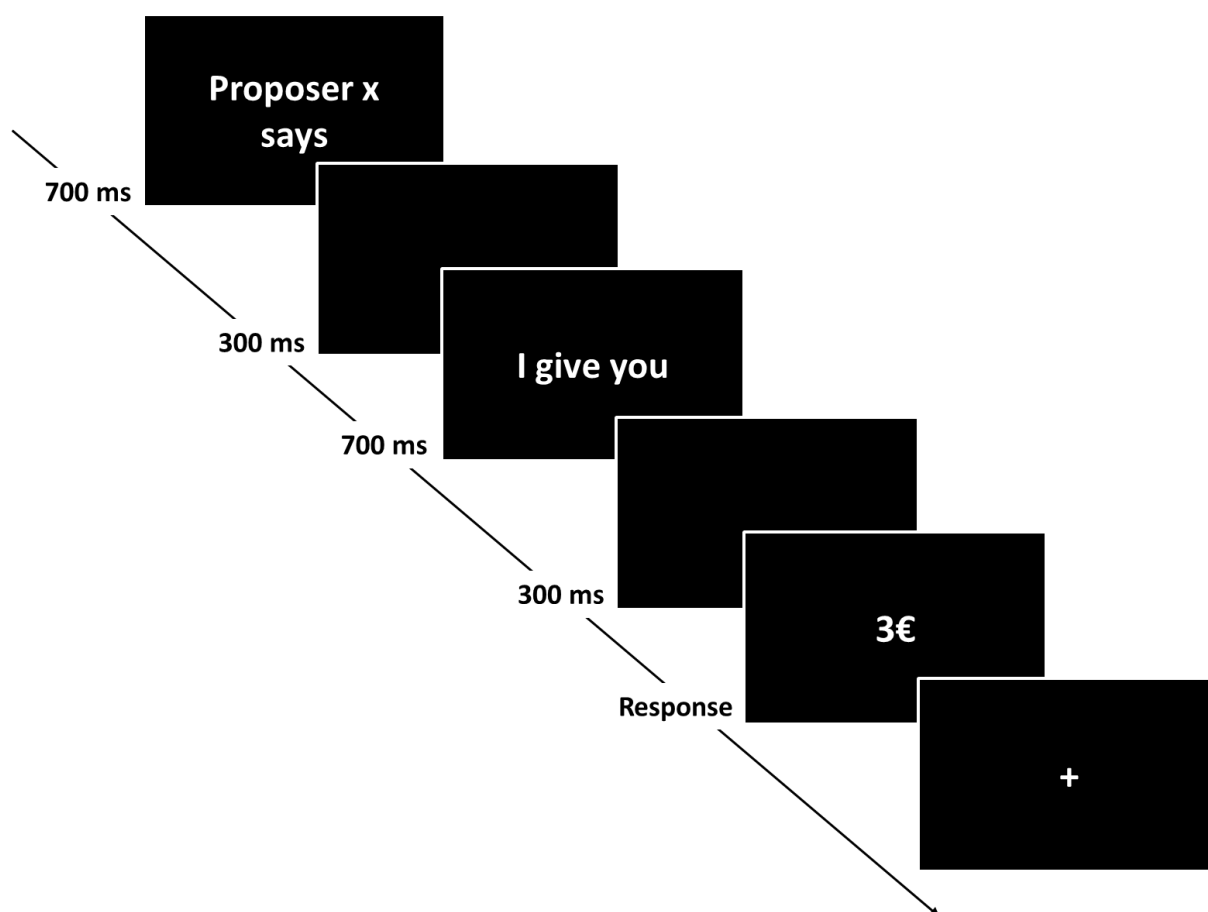 Proposer x
says
700 ms
300 ms
I give you
700 ms
300 ms
3€
Response
+